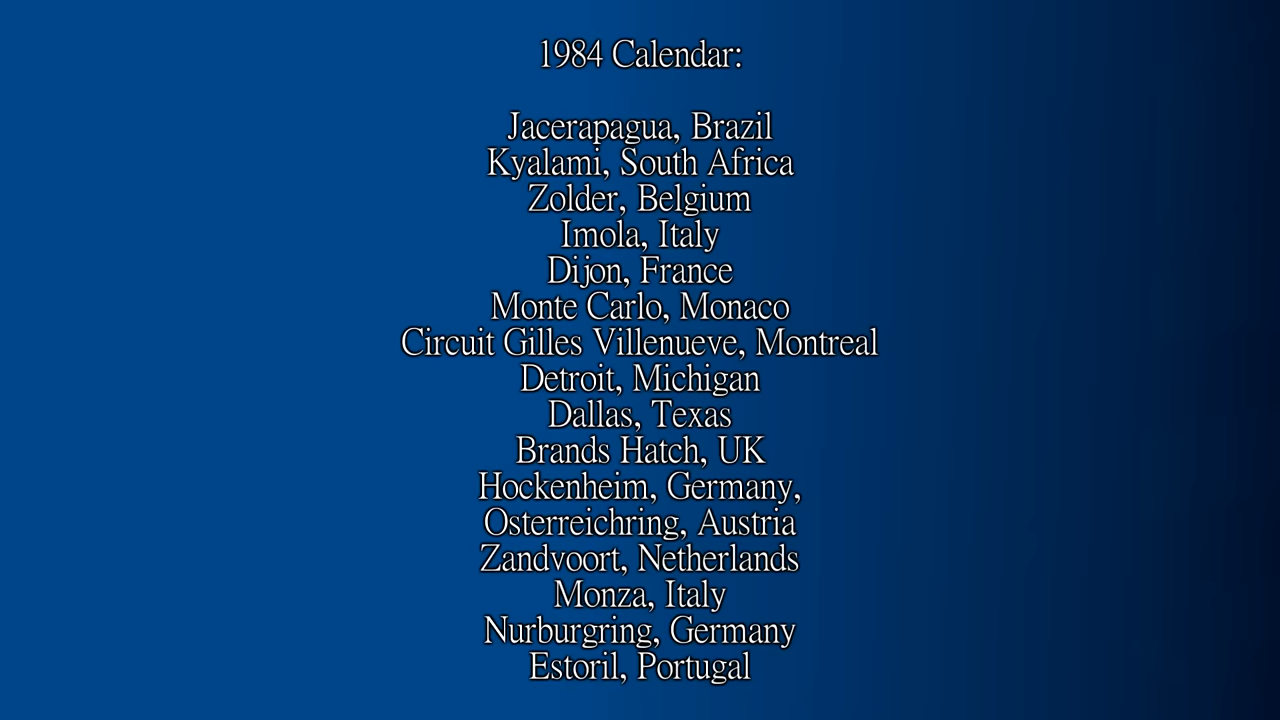 1984 Calendar:
Jacerapagua, Brazil
Kyalami, South Africa
Zolder, Belgium
Imola, Italy
Dijon, France
Monte Carlo, Monaco
Circuit Gilles Villenueve, Montreal
Detroit, Michigan
Dallas, Texas
Brands Hatch, UK
Hockenheim, Germany,
Osterreichring, Austria
Zandvoort, Netherlands
Monza, Italy
Nurburgring, Germany
Estoril, Portugal